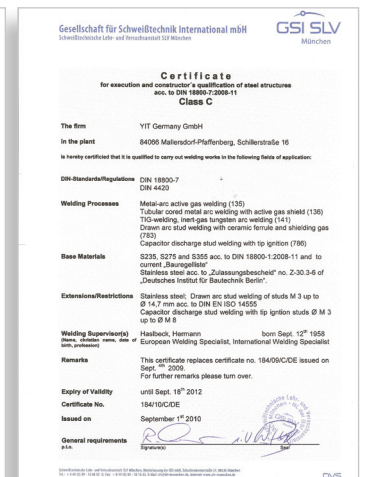 Gesellschaft für Schweißtechnik International mbH
Schweißtechnische Lehr- und Versuchsanstalt SLV München
GSI SLV
München
Certificate
for execution and constructor's qualification of steel structures
acc. to DIN 18800-7:2008-11
Class C
The firm YIT Germany GmbH
In the plant 84066 Mallersdorf-Pfaffenberg, Schillerstraße 16
is hereby certificied that it is qualified to carry out welding works in the following fields of application:
DIN-Standards/Regulations DIN 18800-7
DIN 4420
Welding Processes Metal-arc active gas welding (135)
Tubular cored metal arc welding with active gas shield (136)
TIG-welding, inert-gas tungsten arc welding (141)
Drawn arc stud welding with ceramic ferrule and shielding gas
(783)
Capacitor discharge stud welding with tip ignition (786)
Base Materials S235, S275 and S355 acc. to DIN 18800-1:2008-11 and to
current „Bauregelliste"
Stainless steel acc. to „Zulassungsbescheid" no. Z-30.3-6 of
„Deutsches Institut für Bautechnik Berlin".
Extensions/Restrictions Stainless steel; Drawn arc stud welding of studs M 3 up to
Ø 14,7 mm acc. to DIN EN ISO 14555
Capacitor discharge stud welding with tip igntion studs Ø M 3
up to Ø M 8
Welding Supervisor(s) Haslbeck, Hermann born Sept. 12th 1958
(Name, christian name, date of European Welding Specialist, International Welding Specialist
birth, profession)
Remarks This certificate replaces certificate no. 184/09/C/DE issued on
Sept. 4th 2009.
For further remarks please turn over.
Expiry of Validity until Sept. 18th 2012
Certificate No. 184/10/C/DE
Issued on September 1st 2010
General requirements
p.t.o. Signature(s) Seal
DVS